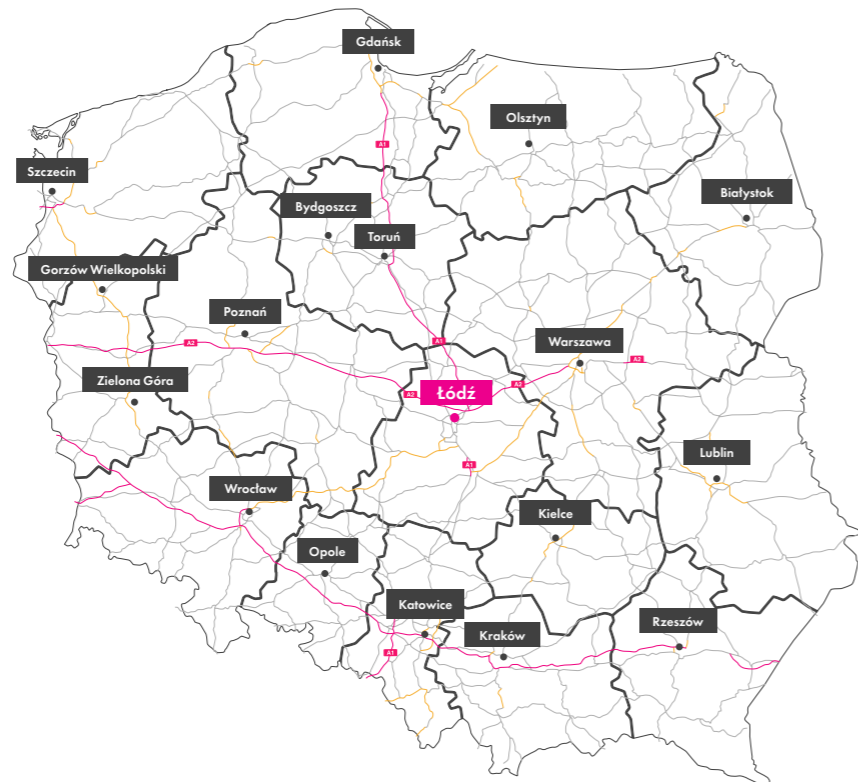 Gdańsk
A1
Olsztyn
Szczecin
Białystok
Bydgoszcz
Toruń
Gorzów Wielkopolski
Poznań
A1
A2
Warszawa
A2
Zielona Góra
A2
A2
Łódź
Lublin
A1
Wrocław
Kielce
Opole
Katowice
Kraków
Rzeszów
A1